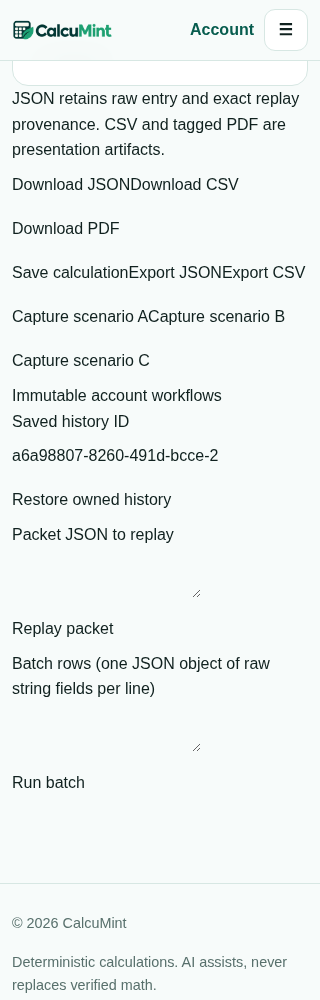 CalcuMint
Account
JSON retains raw entry and exact replay
provenance. CSV and tagged PDF are
presentation artifacts.
Download JSONDownload CSV
Download PDF
Save calculationExport JSONExport CSV
Capture scenario ACapture scenario B
Capture scenario C
Immutable account workflows
Saved history ID
a6a98807-8260-491d-bcce-2
Restore owned history
Packet JSON to replay
Replay packet
Batch rows (one JSON object of raw
string fields per line)
Run batch
© 2026 CalcuMint
Deterministic calculations. AI assists, never
replaces verified math.